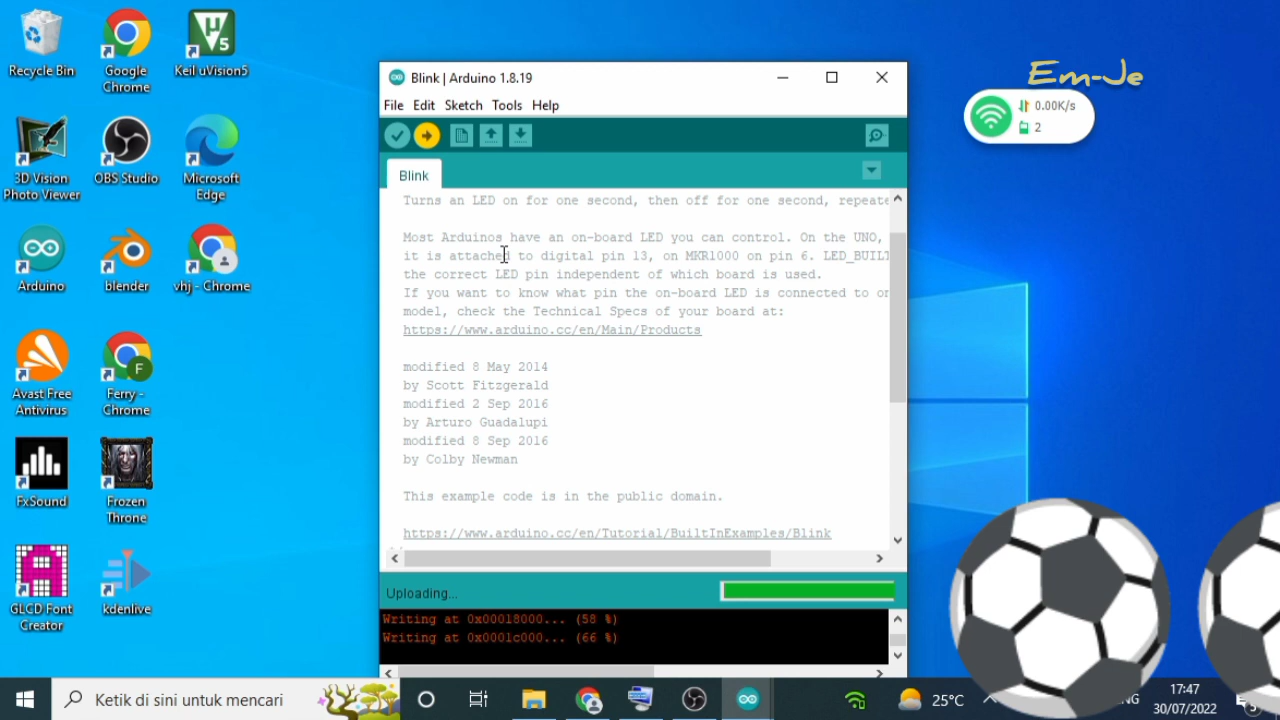 Recycle Bin
Google
Chrome
Keil uVision5
3D Vision
Photo Viewer
OBS Studio
Microsoft
Edge
Arduino
blender
vhj - Chrome
Avast Free
Antivirus
Ferry -
Chrome
FxSound
Frozen
Throne
GLCD Font
Creator
kdenlive
Blink | Arduino 1.8.19
File Edit Sketch Tools Help
Blink
Turns an LED on for one second, then off for one second, repeate
Most Arduinos have an on-board LED you can control. On the UNO,
it is attached to digital pin 13, on MKR1000 on pin 6. LED_BUILT
the correct LED pin independent of which board is used.
If you want to know what pin the on-board LED is connected to on
model, check the Technical Specs of your board at:
https://www.arduino.cc/en/Main/Products
modified 8 May 2014
by Scott Fitzgerald
modified 2 Sep 2016
by Arturo Guadalupi
modified 8 Sep 2016
by Colby Newman
This example code is in the public domain.
https://www.arduino.cc/en/Tutorial/BuiltInExamples/Blink
Uploading...
Writing at 0x00018000... (58 %)
Writing at 0x0001c000... (66 %)
Em-Je
0.00K/s
2
Ketik di sini untuk mencari
25°C
ENG
17:47
30/07/2022